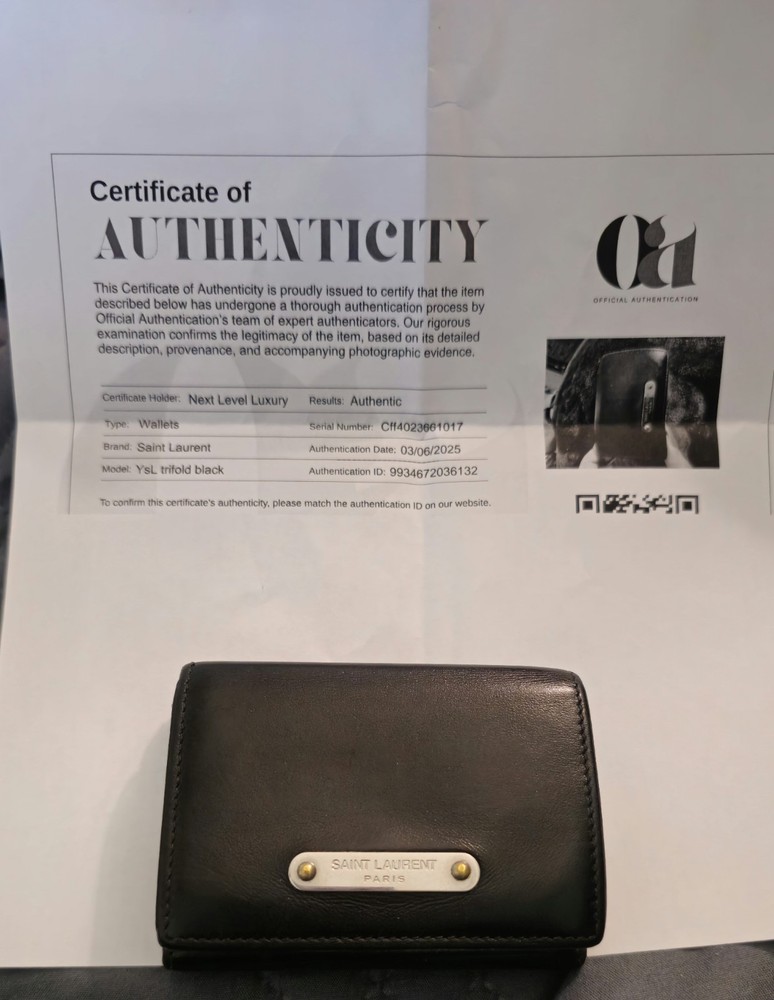 Certificate of
AUTHENTICITY
This Certificate of Authenticity is proudly issued to certify that the item
described below has undergone a thorough authentication process by
Official Authentication's team of expert authenticators. Our rigorous
examination confirms the legitimacy of the item, based on its detailed
description, provenance, and accompanying photographic evidence.
Certificate Holder: Next Level Luxury Results: Authentic
Type: Wallets Serial Number: Cff4023661017
Brand: Saint Laurent Authentication Date: 03/06/2025
Model: YsL trifold black Authentication ID: 9934672036132
To confirm this certificate's authenticity, please match the authentication ID on our website.
Oa
OFFICIAL AUTHENTICATION
SAINT LAURENT
PARIS